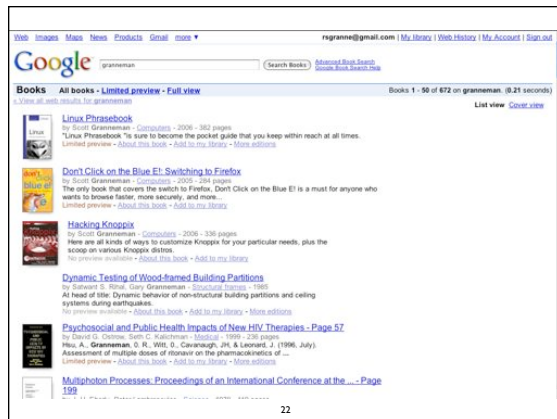 Web Images Maps News Products Gmail more ▼ rsgranne@gmail.com | My library | Web History | My Account | Sign out
Google granneman Search Books Advanced Book Search
Google Book Search Help
Books All books - Limited preview - Full view Books 1 - 50 of 672 on granneman. (0.21 seconds)
« View all web results for granneman
List view Cover view
Linux Phrasebook
by Scott Granneman - Computers - 2006 - 382 pages
"Linux Phrasebook "is sure to become the pocket guide that you keep within reach at all times.
Limited preview - About this book - Add to my library - More editions
Linux
Don't Click on the Blue E!: Switching to Firefox
by Scott Granneman - Computers - 2005 - 264 pages
The only book that covers the switch to Firefox, Don't Click on the Blue E! is a must for anyone who
wants to browse faster, more securely, and more...
Limited preview - About this book - Add to my library
don't click
blue e!
Hacking Knoppix
by Scott Granneman - Computers - 2006 - 336 pages
Here are all kinds of ways to customize Knoppix for your particular needs, plus the
scoop on various Knoppix distros.
No preview available - About this book - Add to my library
Dynamic Testing of Wood-framed Building Partitions
by Satwant S. Rihal, Gary Granneman - Structural frames - 1985
At head of title: Dynamic behavior of non-structural building partitions and ceiling
systems during earthquakes.
No preview available - About this book - Add to my library - More editions
Psychosocial and Public Health Impacts of New HIV Therapies - Page 57
by David G. Ostrow, Seth C. Kalichman - Medical - 1999 - 236 pages
Hsu, A., Granneman, 0. R., Witt, 0., Cavanaugh, JH, & Leonard, J. (1996, July).
Assessment of multiple doses of ritonavir on the pharmacokinetics of ...
Limited preview - About this book - Add to my library - More editions
Multiphoton Processes: Proceedings of an International Conference at the ... - Page
199
22